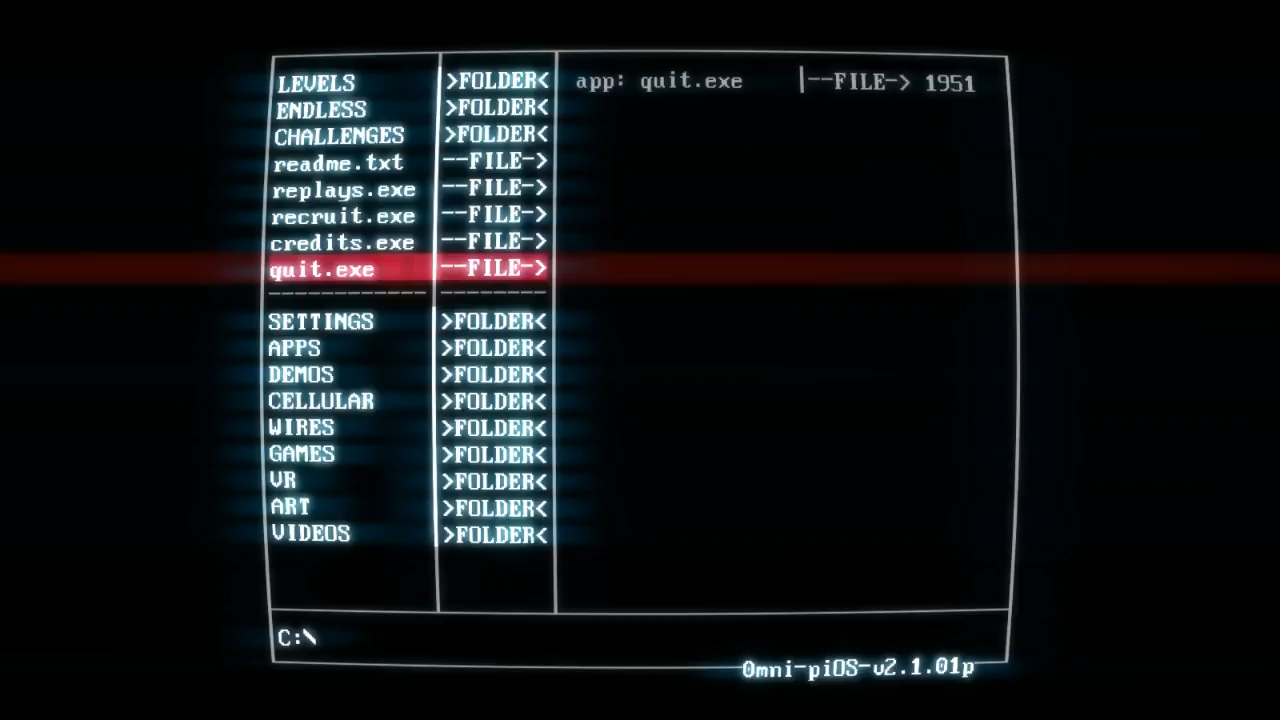 LEVELS >FOLDER< app: quit.exe |--FILE-> 1951
ENDLESS >FOLDER<
CHALLENGES >FOLDER<
readme.txt --FILE->
replays.exe --FILE->
recruit.exe --FILE->
credits.exe --FILE->
quit.exe --FILE->
------------ --------
SETTINGS >FOLDER<
APPS >FOLDER<
DEMOS >FOLDER<
CELLULAR >FOLDER<
WIRES >FOLDER<
GAMES >FOLDER<
VR >FOLDER<
ART >FOLDER<
VIDEOS >FOLDER<
C:\
0mni-piOS-v2.1.01p